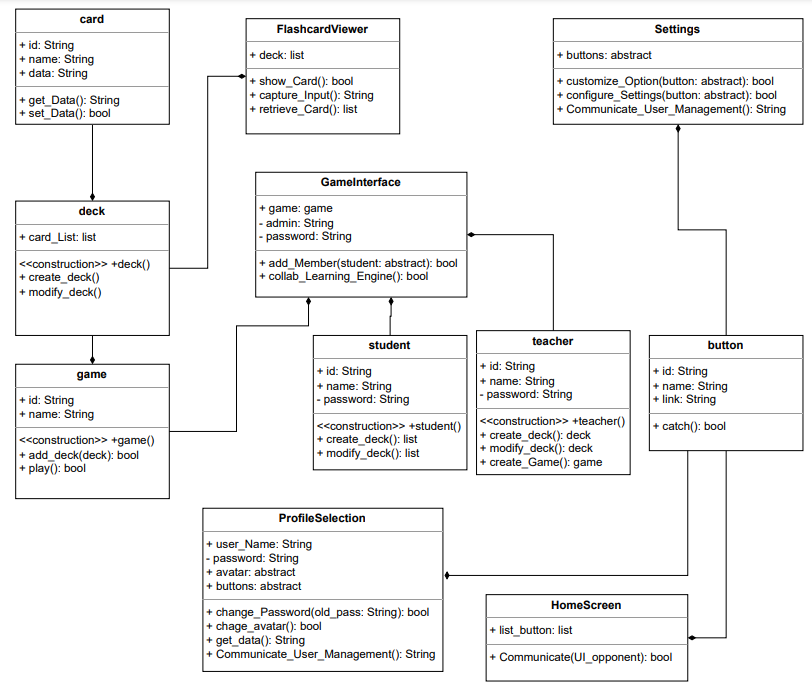 card
+ id: String
+ name: String
+ data: String
+ get_Data(): String
+ set_Data(): bool
FlashcardViewer
+ deck: list
+ show_Card(): bool
+ capture_Input(): String
+ retrieve_Card(): list
Settings
+ buttons: abstract
+ customize_Option(button: abstract): bool
+ configure_Settings(button: abstract): bool
+ Communicate_User_Management(): String
deck
+ card_List: list
<<construction>> +deck()
+ create_deck()
+ modify_deck()
GameInterface
+ game: game
- admin: String
- password: String
+ add_Member(student: abstract): bool
+ collab_Learning_Engine(): bool
game
+ id: String
+ name: String
<<construction>> +game()
+ add_deck(deck): bool
+ play(): bool
student
+ id: String
+ name: String
- password: String
<<construction>> +student()
+ create_deck(): list
+ modify_deck(): list
teacher
+ id: String
+ name: String
- password: String
<<construction>> +teacher()
+ create_deck(): deck
+ modify_deck(): deck
+ create_Game(): game
button
+ id: String
+ name: String
+ link: String
+ catch(): bool
ProfileSelection
+ user_Name: String
- password: String
+ avatar: abstract
+ buttons: abstract
+ change_Password(old_pass: String): bool
+ chage_avatar(): bool
+ get_data(): String
+ Communicate_User_Management(): String
HomeScreen
+ list_button: list
+ Communicate(UI_opponent): bool